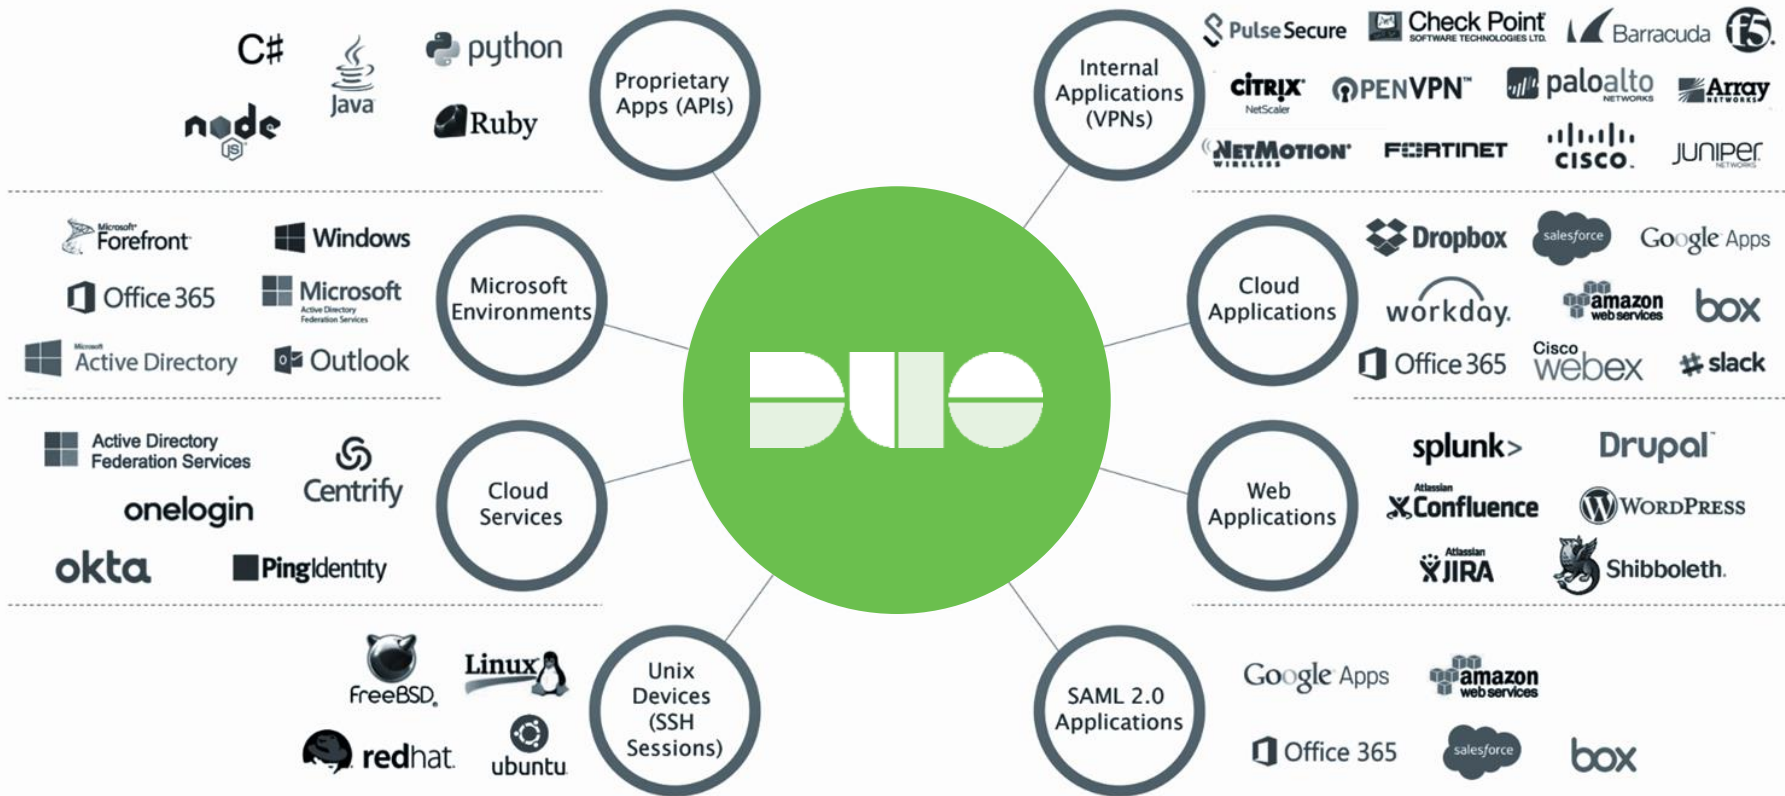 C#
Java
python
node
JS
Ruby
Proprietary
Apps (APIs)
Microsoft®
Forefront
Windows
Office 365
Microsoft
Active Directory
Federation Services
Microsoft
Active Directory
Outlook
Microsoft
Environments
Active Directory
Federation Services
Centrify
onelogin
okta
PingIdentity
Cloud
Services
FreeBSD®
Linux
redhat.
ubuntu
Unix
Devices
(SSH
Sessions)
DUO
Internal
Applications
(VPNs)
Pulse Secure
Check Point
SOFTWARE TECHNOLOGIES LTD.
Barracuda
f5
CITRIX®
NetScaler
OPENVPN™
paloalto
NETWORKS
Array
NETWORKS
NETMOTION®
WIRELESS
FORTINET
CISCO.
JUNIPER
NETWORKS
Cloud
Applications
Dropbox
salesforce
Google Apps
workday.
amazon
web services
box
Office 365
Cisco
webex
slack
Web
Applications
splunk>
Drupal™
Atlassian
Confluence
WORDPRESS
Atlassian
JIRA
Shibboleth.
SAML 2.0
Applications
Google Apps
amazon
web services
Office 365
salesforce
box